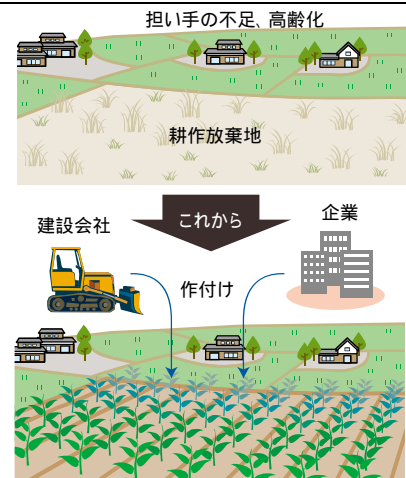 担い手の不足、高齢化
耕作放棄地
これから
建設会社
企業
作付け